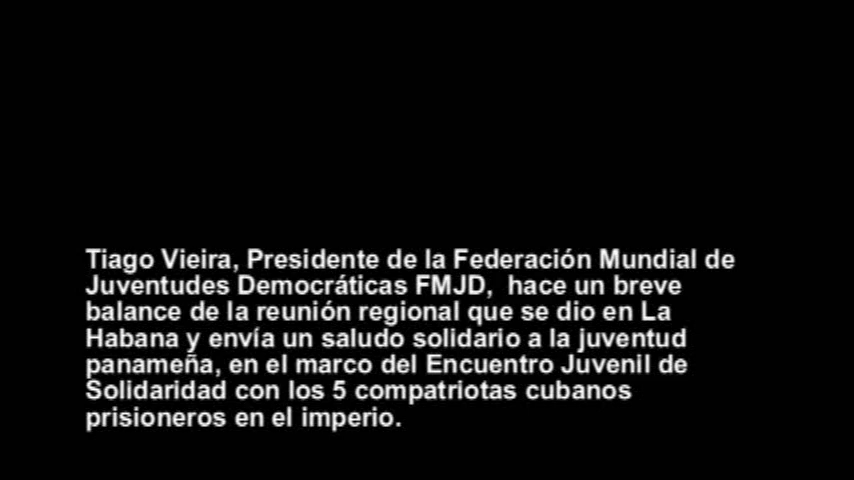 Tiago Vieira, Presidente de la Federación Mundial de
Juventudes Democráticas FMJD,  hace un breve
balance de la reunión regional que se dio en La
Habana y envía un saludo solidario a la juventud
panameña, en el marco del Encuentro Juvenil de
Solidaridad con los 5 compatriotas cubanos
prisioneros en el imperio.